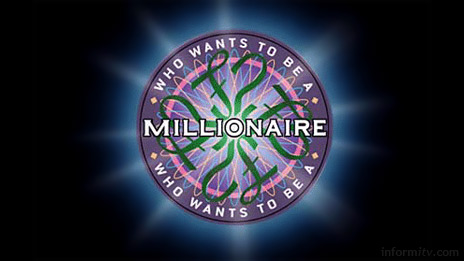 WHO WANTS TO BE A
MILLIONAIRE
WHO WANTS TO BE A
informitv.com